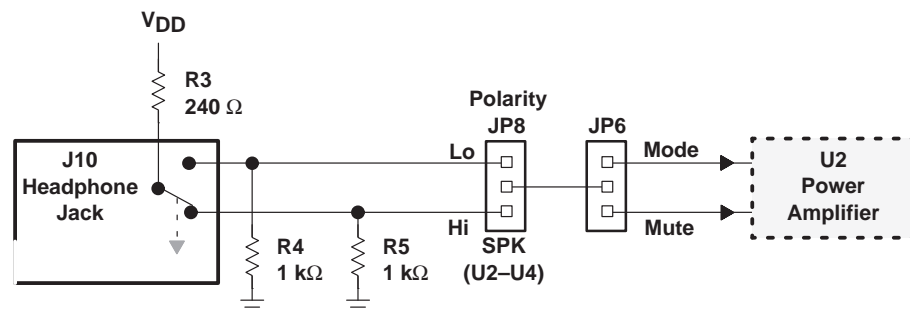 VDD
R3
240 Ω
Polarity
JP8
JP6
J10
Headphone
Jack
Lo
Hi
Mode
Mute
U2
Power
Amplifier
R4
1 kΩ
R5
1 kΩ
SPK
(U2–U4)